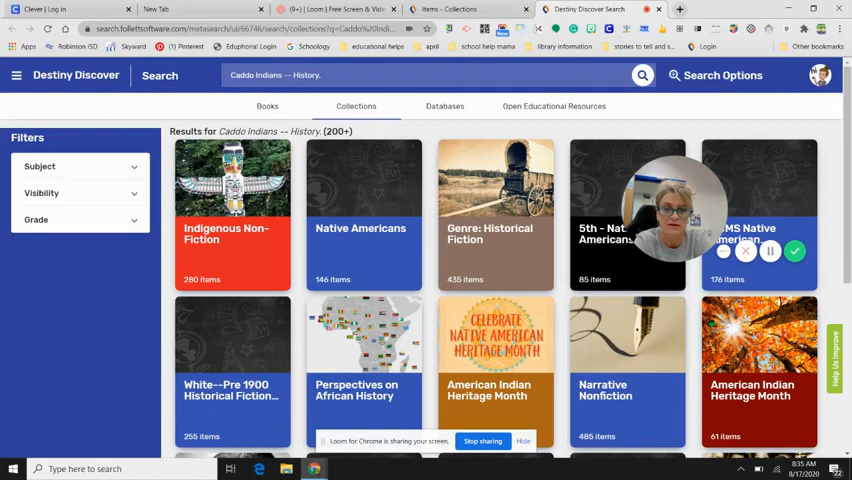 Clever | Log in
New Tab
(9+) | Loom | Free Screen & Video
Items - Collections
Destiny Discover Search
search.follettsoftware.com/metasearch/ui/66746/search/collections?q=Caddo%20Indi...
Apps
Robinson ISD
Skyward
(1) Pinterest
Eduphorial Login
Schoology
educational helps
april
school help mama
library information
stories to tell and s...
Login
Other bookmarks
Destiny Discover
Search
Caddo Indians -- History.
Search Options
Books
Collections
Databases
Open Educational Resources
Filters
Subject
Visibility
Grade
Results for Caddo Indians -- History. (200+)
Indigenous Non-
Fiction
280 items
Native Americans
146 items
Genre: Historical
Fiction
435 items
5th - Nat
Americans
85 items
MS Native
American...
176 items
White--Pre 1900
Historical Fiction...
255 items
Perspectives on
African History
CELEBRATE
NATIVE AMERICAN
HERITAGE MONTH
American Indian
Heritage Month
Narrative
Nonfiction
485 items
American Indian
Heritage Month
61 items
Help Us Improve
Loom for Chrome is sharing your screen.
Stop sharing
Hide
Type here to search
8:35 AM
8/17/2020
22